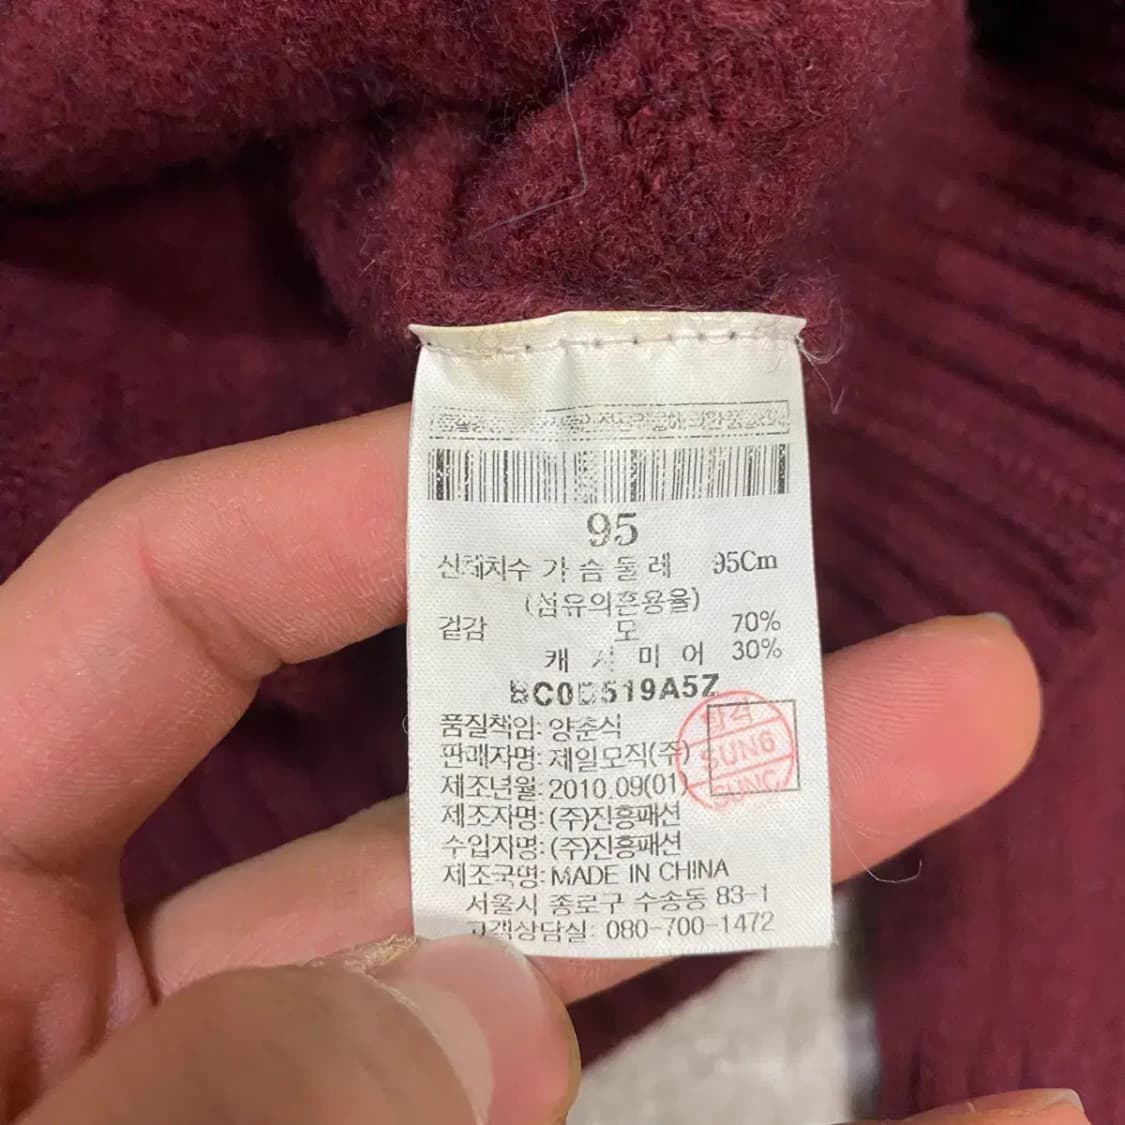 95
신체치수 가슴둘레 95Cm
(섬유의혼용율)
겉감 모 70%
캐시미어 30%
BC0D519A5Z
품질책임: 양춘식
판매자명: 제일모직(주)
제조년월: 2010.09(01)
제조자명: (주)진흥패션
수입자명: (주)진흥패션
제조국명: MADE IN CHINA
서울시 종로구 수송동 83-1
고객상담실: 080-700-1472
합격
SUN6
SUNG